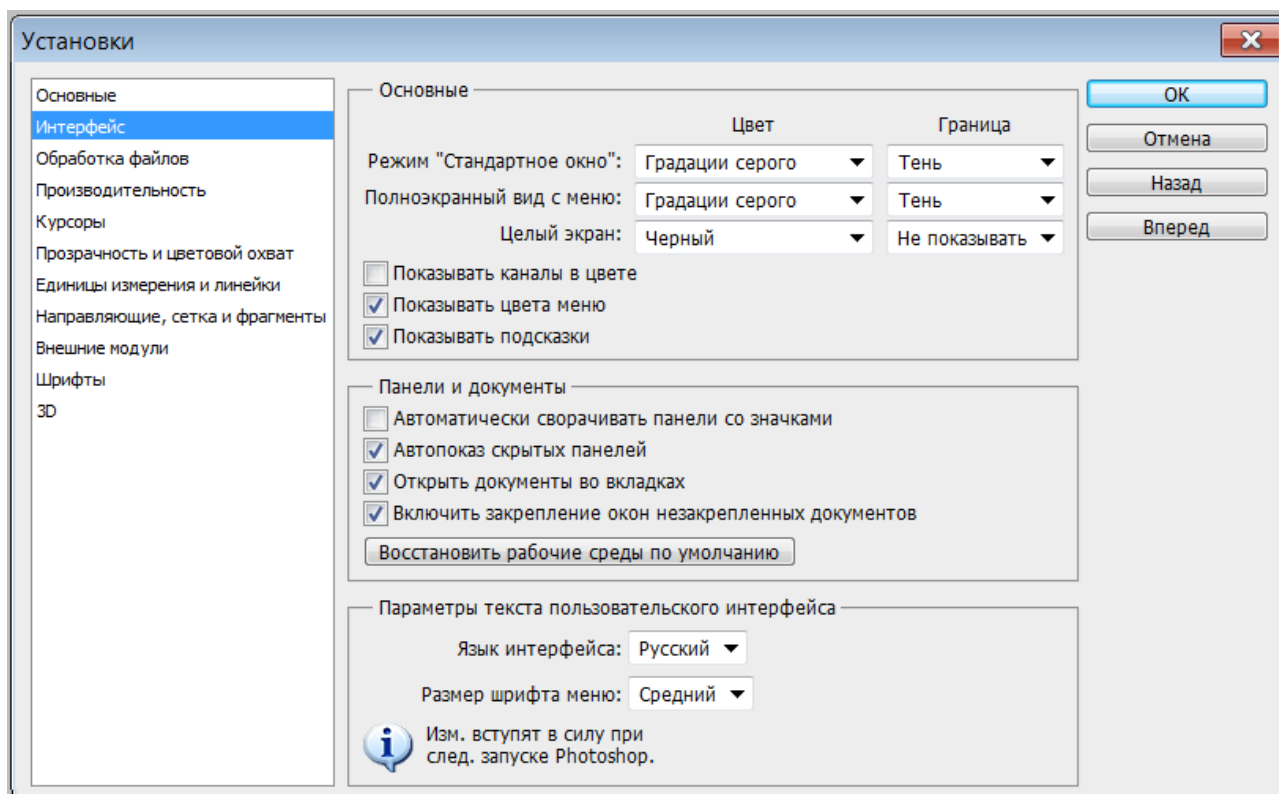 Установки
Основные
Интерфейс
Обработка файлов
Производительность
Курсоры
Прозрачность и цветовой охват
Единицы измерения и линейки
Направляющие, сетка и фрагменты
Внешние модули
Шрифты
3D
Основные
Цвет Граница
Режим "Стандартное окно": Градации серого Тень
Полноэкранный вид с меню: Градации серого Тень
Целый экран: Черный Не показывать
Показывать каналы в цвете
Показывать цвета меню
Показывать подсказки
Панели и документы
Автоматически сворачивать панели со значками
Автопоказ скрытых панелей
Открыть документы во вкладках
Включить закрепление окон незакрепленных документов
Восстановить рабочие среды по умолчанию
Параметры текста пользовательского интерфейса
Язык интерфейса: Русский
Размер шрифта меню: Средний
Изм. вступят в силу при
след. запуске Photoshop.
ОК
Отмена
Назад
Вперед